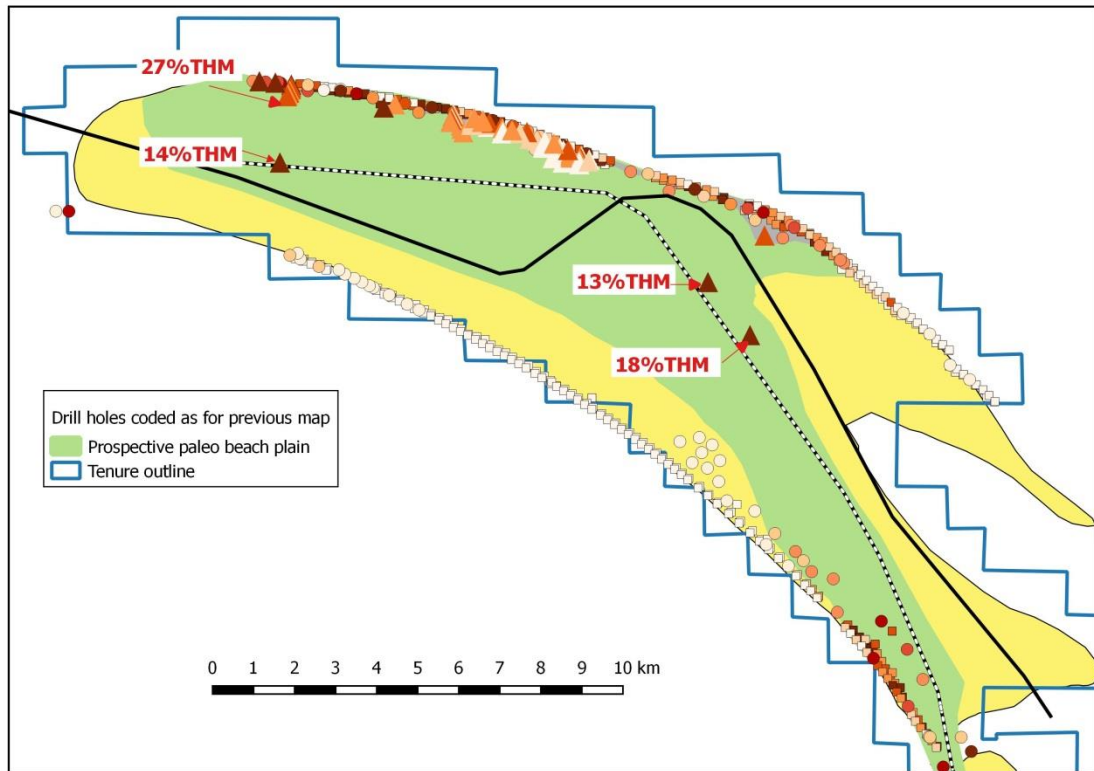 27%THM
14%THM
13%THM
18%THM
Drill holes coded as for previous map
Prospective paleo beach plain
Tenure outline
0 1 2 3 4 5 6 7 8 9 10 km